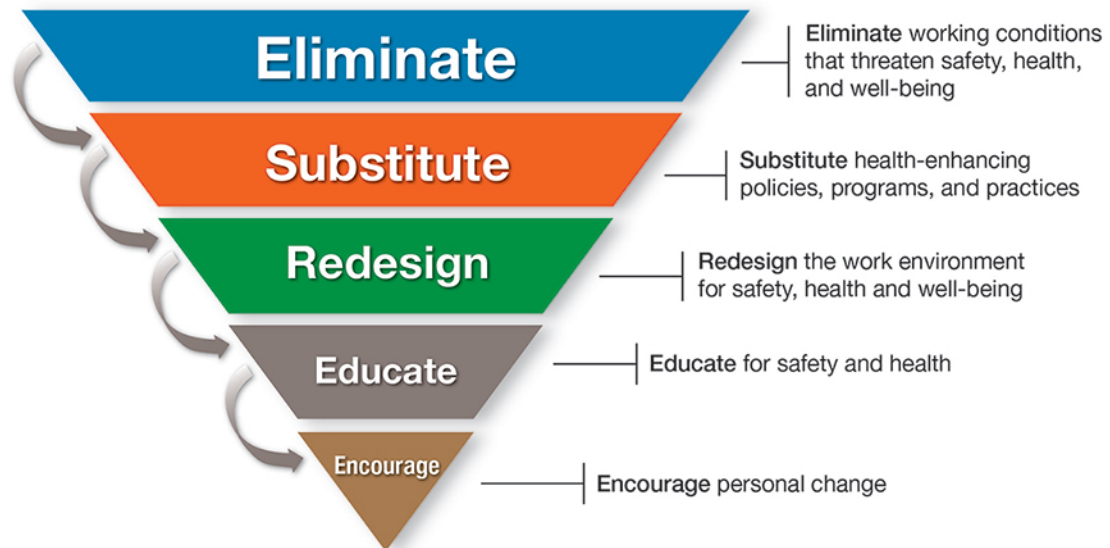 Eliminate
Eliminate working conditions
that threaten safety, health,
and well-being
Substitute
Substitute health-enhancing
policies, programs, and practices
Redesign
Redesign the work environment
for safety, health and well-being
Educate
Educate for safety and health
Encourage
Encourage personal change